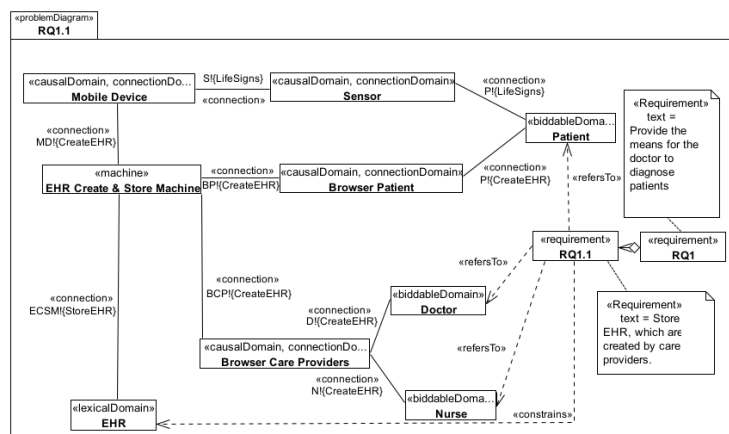 «problemDiagram»
RQ1.1
«causalDomain, connectionDo...
Mobile Device
S!{LifeSigns}
«connection»
«causalDomain, connectionDomain»
Sensor
«connection»
P!{LifeSigns}
«biddableDoma...
Patient
«Requirement»
text =
Provide the
means for the
doctor to
diagnose
patients
«connection»
MD!{CreateEHR}
«machine»
EHR Create & Store Machine
«connection»
BP!{CreateEHR}
«causalDomain, connectionDomain»
Browser Patient
«connection»
P!{CreateEHR}
«refersTo»
«requirement»
RQ1.1
«requirement»
RQ1
«refersTo»
«connection»
BCP!{CreateEHR}
«connection»
ECSM!{StoreEHR}
«connection»
D!{CreateEHR}
«biddableDomain»
Doctor
«Requirement»
text = Store
EHR, which are
created by care
providers.
«causalDomain, connectionDo...
Browser Care Providers
«refersTo»
«connection»
N!{CreateEHR}
«biddableDoma...
Nurse
«lexicalDomain»
EHR
«constrains»